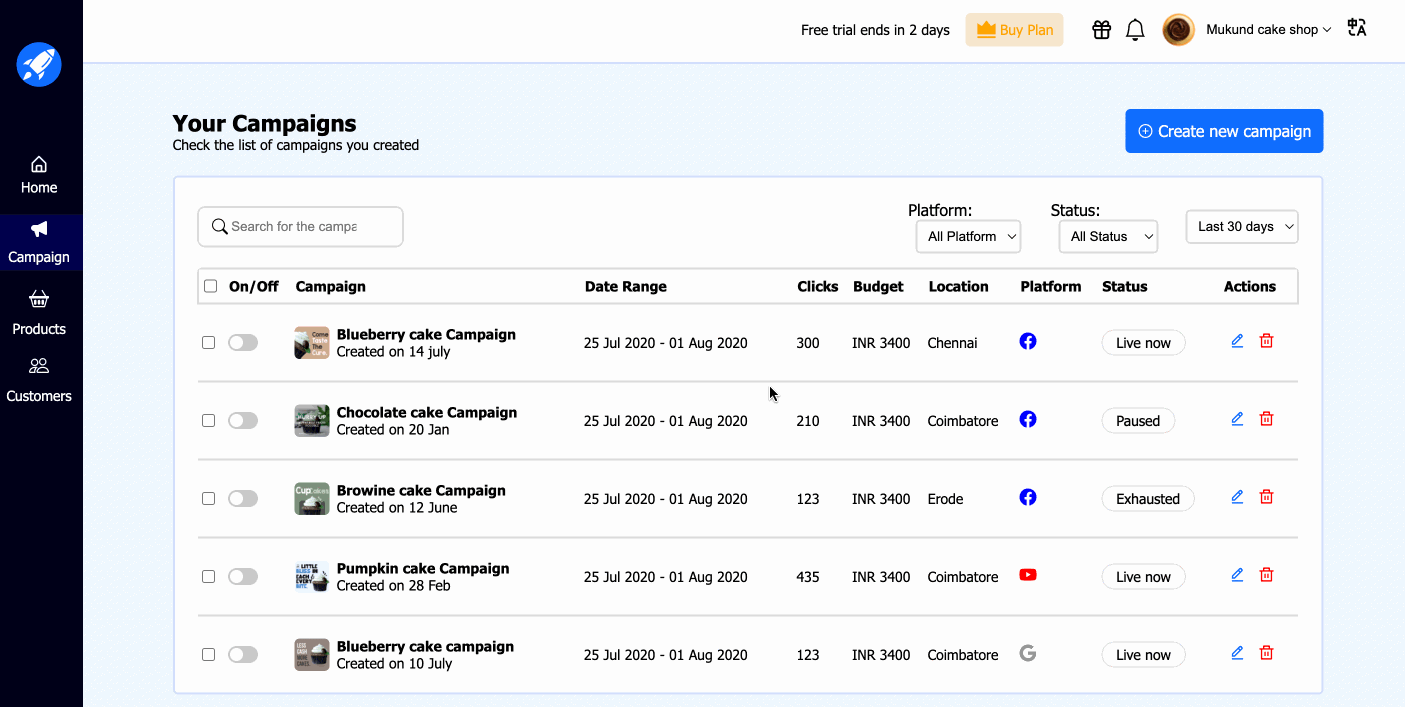 Free trial ends in 2 days Buy Plan Mukund cake shop
Your Campaigns
Check the list of campaigns you created
Create new campaign
Home
Campaign
Products
Customers
Search for the campa
Platform: Status:
All Platform All Status Last 30 days
On/Off Campaign Date Range Clicks Budget Location Platform Status Actions
Blueberry cake Campaign
Created on 14 july
25 Jul 2020 - 01 Aug 2020 300 INR 3400 Chennai Live now
Chocolate cake Campaign
Created on 20 Jan
25 Jul 2020 - 01 Aug 2020 210 INR 3400 Coimbatore Paused
Browine cake Campaign
Created on 12 June
25 Jul 2020 - 01 Aug 2020 123 INR 3400 Erode Exhausted
Pumpkin cake Campaign
Created on 28 Feb
25 Jul 2020 - 01 Aug 2020 435 INR 3400 Coimbatore Live now
Blueberry cake campaign
Created on 10 July
25 Jul 2020 - 01 Aug 2020 123 INR 3400 Coimbatore Live now